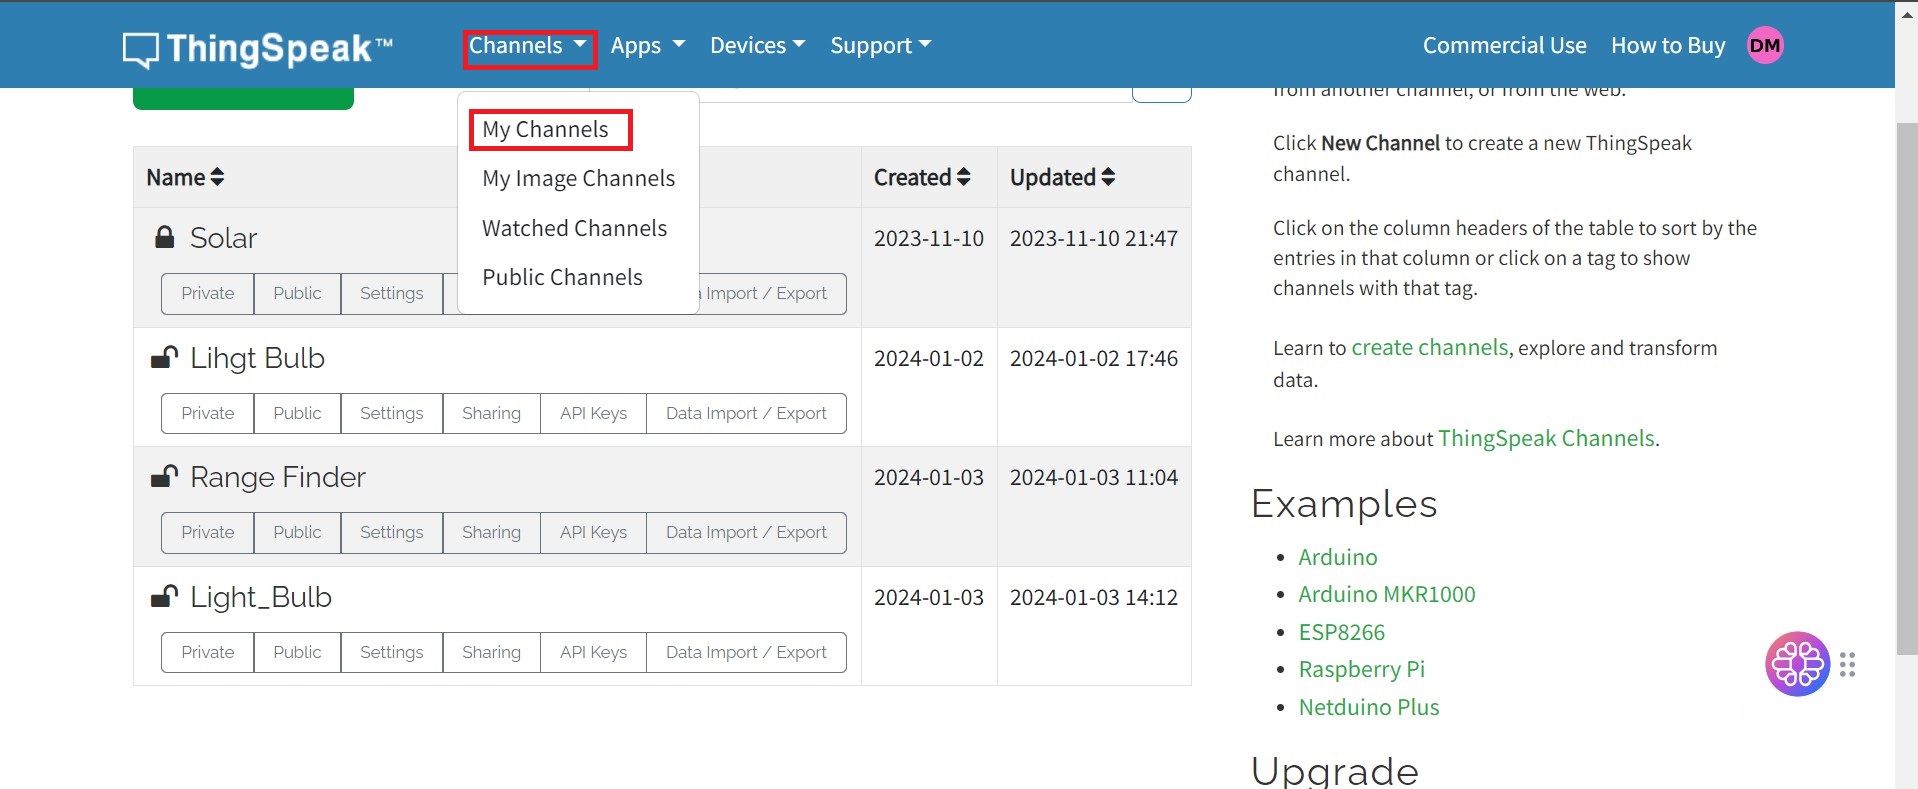 ThingSpeak™
Channels
Apps
Devices
Support
Commercial Use
How to Buy
DM
My Channels
My Image Channels
Watched Channels
Public Channels
Name
Created
Updated
Solar
2023-11-10
2023-11-10 21:47
Private
Public
Settings
Import / Export
Lihgt Bulb
2024-01-02
2024-01-02 17:46
Private
Public
Settings
Sharing
API Keys
Data Import / Export
Range Finder
2024-01-03
2024-01-03 11:04
Private
Public
Settings
Sharing
API Keys
Data Import / Export
Light_Bulb
2024-01-03
2024-01-03 14:12
Private
Public
Settings
Sharing
API Keys
Data Import / Export
from another channel, or from the web.
Click New Channel to create a new ThingSpeak
channel.
Click on the column headers of the table to sort by the
entries in that column or click on a tag to show
channels with that tag.
Learn to create channels, explore and transform
data.
Learn more about ThingSpeak Channels.
Examples
Arduino
Arduino MKR1000
ESP8266
Raspberry Pi
Netduino Plus
Upgrade